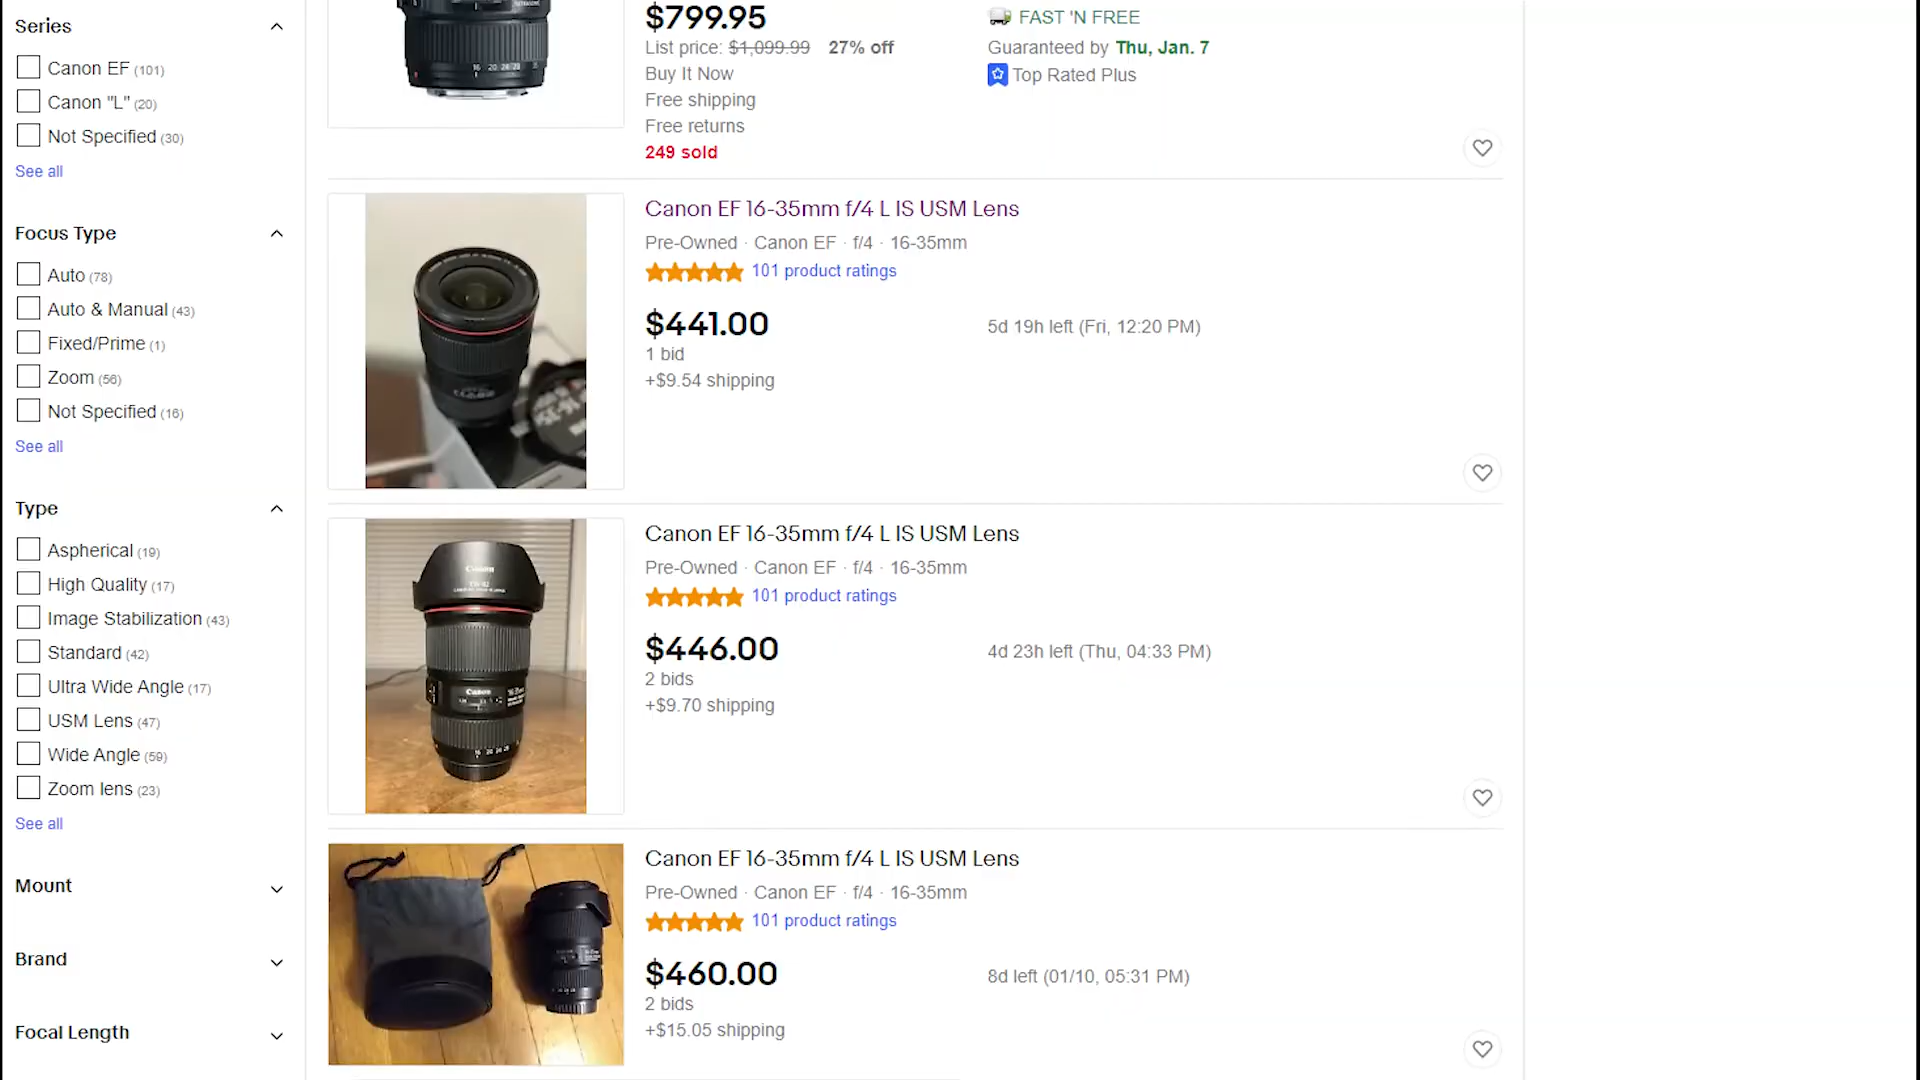 Series
Canon EF (101)
Canon "L" (20)
Not Specified (30)
See all
Focus Type
Auto (78)
Auto & Manual (43)
Fixed/Prime (1)
Zoom (56)
Not Specified (16)
See all
Type
Aspherical (19)
High Quality (17)
Image Stabilization (43)
Standard (42)
Ultra Wide Angle (17)
USM Lens (47)
Wide Angle (59)
Zoom lens (23)
See all
Mount
Brand
Focal Length
$799.95
List price: $1,099.99 27% off
Buy It Now
Free shipping
Free returns
249 sold
FAST 'N FREE
Guaranteed by Thu, Jan. 7
Top Rated Plus
Canon EF 16-35mm f/4 L IS USM Lens
Pre-Owned · Canon EF · f/4 · 16-35mm
101 product ratings
$441.00
1 bid
+$9.54 shipping
5d 19h left (Fri, 12:20 PM)
Canon EF 16-35mm f/4 L IS USM Lens
Pre-Owned · Canon EF · f/4 · 16-35mm
101 product ratings
Canon
Canon
$446.00
2 bids
+$9.70 shipping
4d 23h left (Thu, 04:33 PM)
Canon EF 16-35mm f/4 L IS USM Lens
Pre-Owned · Canon EF · f/4 · 16-35mm
101 product ratings
$460.00
2 bids
+$15.05 shipping
8d left (01/10, 05:31 PM)